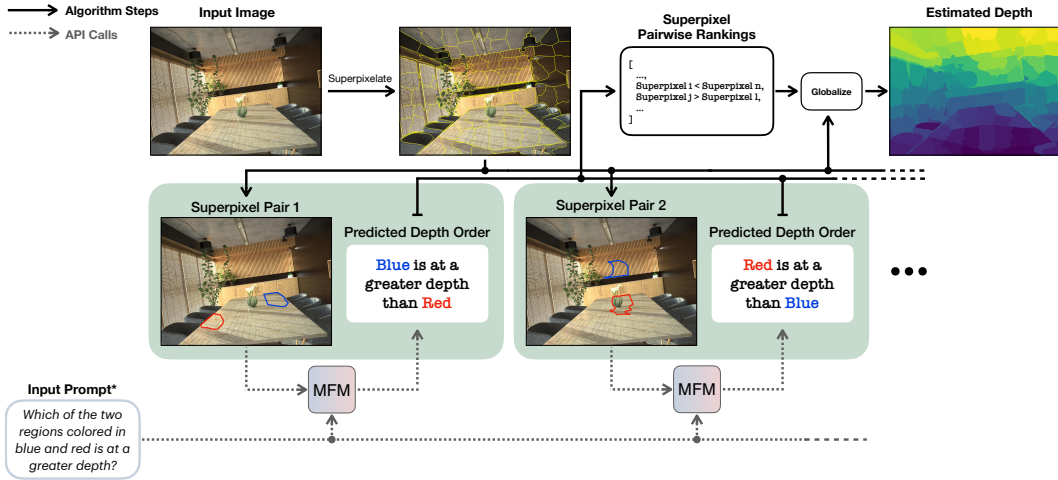 Algorithm Steps
API Calls
Input Image
Superpixelate
Superpixel
Pairwise Rankings
[
...,
Superpixel i < Superpixel n,
Superpixel j > Superpixel l,
...
]
Globalize
Estimated Depth
Superpixel Pair 1
Predicted Depth Order
Blue is at a
greater depth
than Red
Superpixel Pair 2
Predicted Depth Order
Red is at a
greater depth
than Blue
MFM
MFM
Input Prompt*
Which of the two
regions colored in
blue and red is at a
greater depth?